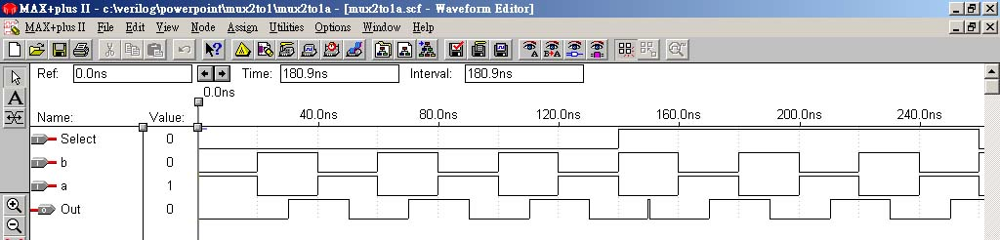 MAX+plus II - c:\verilog\powerpoint\mux2to1\mux2to1a - [mux2to1a.scf - Waveform Editor]
MAX+plus II File Edit View Node Assign Utilities Options Window Help
Ref: 0.0ns Time: 180.9ns Interval: 180.9ns
0.0ns
Name: Value: 40.0ns 80.0ns 120.0ns 160.0ns 200.0ns 240.0ns
Select 0
b 0
a 1
Out 0